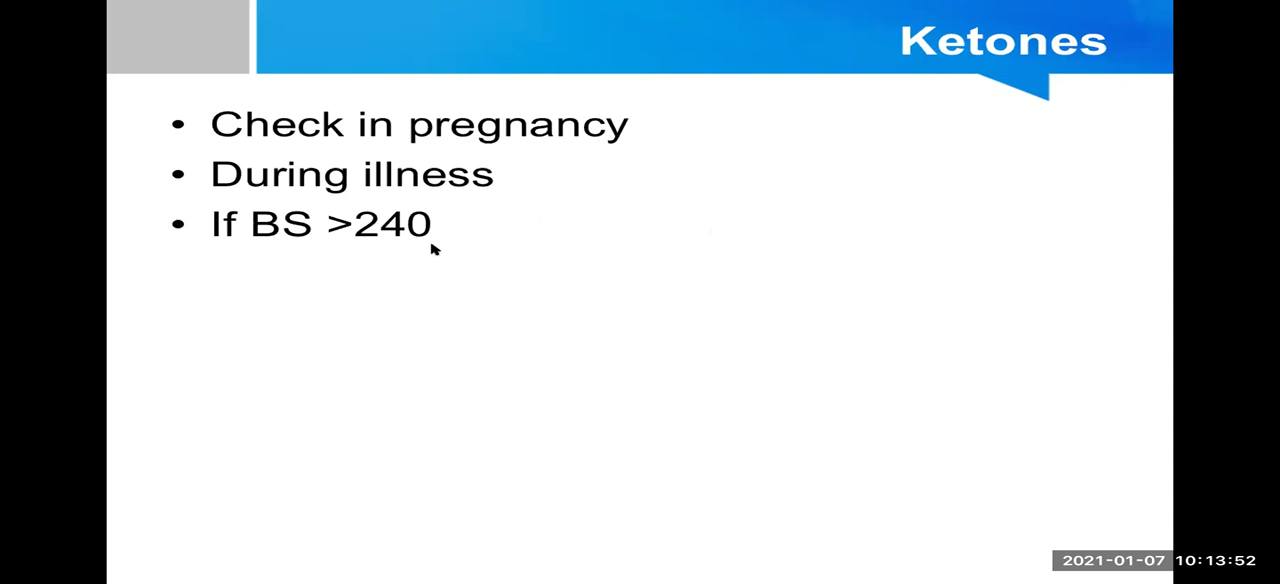 Ketones
• Check in pregnancy
• During illness
• If BS >240
2021-01-07 10:13:52